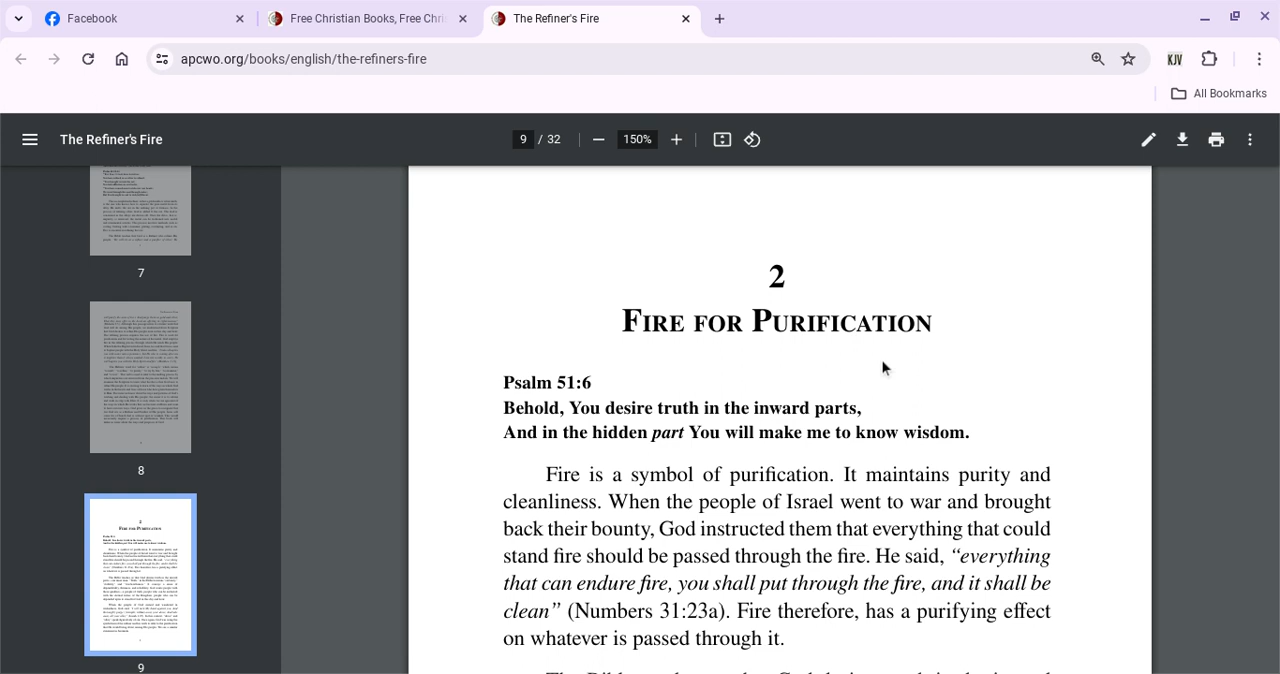 Facebook
Free Christian Books, Free Chri
The Refiner's Fire
apcwo.org/books/english/the-refiners-fire
KJV
All Bookmarks
The Refiner's Fire
9 / 32
150%
7
8
9
2
Fire for Purification
Psalm 51:6
Behold, You desire truth in the inward parts,
And in the hidden part You will make me to know wisdom.
Fire is a symbol of purification. It maintains purity and
cleanliness. When the people of Israel went to war and brought
back their bounty, God instructed them that everything that could
stand fire should be passed through the fire. He said, “everything
that can endure fire, you shall put through the fire, and it shall be
clean” (Numbers 31:23a). Fire therefore, has a purifying effect
on whatever is passed through it.